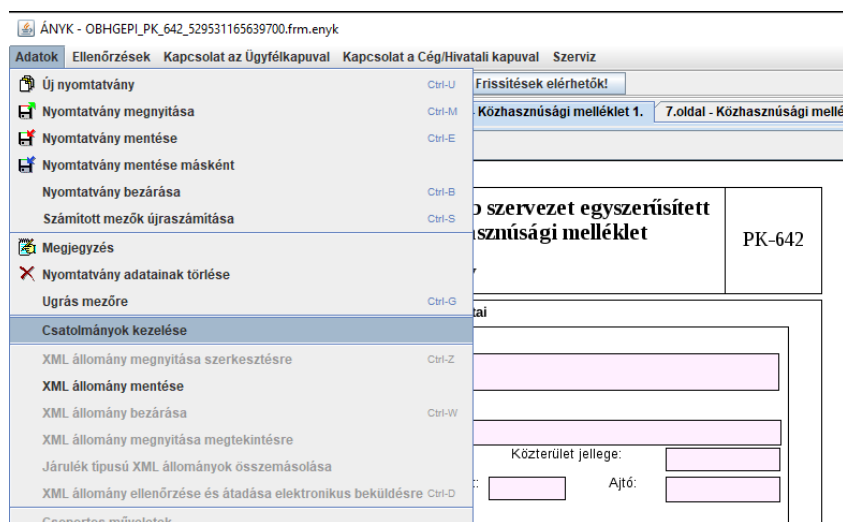 ÁNYK - OBHGEPI_PK_642_529531165639700.frm.enyk
Adatok Ellenőrzések Kapcsolat az Ügyfélkapuval Kapcsolat a Cég/Hivatali kapuval Szerviz
Új nyomtatvány Ctrl-U
Nyomtatvány megnyitása Ctrl-M
Nyomtatvány mentése Ctrl-E
Nyomtatvány mentése másként
Nyomtatvány bezárása Ctrl-B
Számított mezők újraszámítása Ctrl-S
Megjegyzés
Nyomtatvány adatainak törlése
Ugrás mezőre Ctrl-G
Csatolmányok kezelése
XML állomány megnyitása szerkesztésre Ctrl-Z
XML állomány mentése
XML állomány bezárása Ctrl-W
XML állomány megnyitása megtekintésre
Járulék típusú XML állományok összemásolása
XML állomány ellenőrzése és átadása elektronikus beküldésre Ctrl-D
Csoportos műveletek
Frissítések elérhetők!
- Közhasznúsági melléklet 1. 7.oldal - Közhasznúsági mellé
szervezet egyszerűsített
sznúsági melléklet
PK-642
tai
Közterület jellege:
Ajtó: